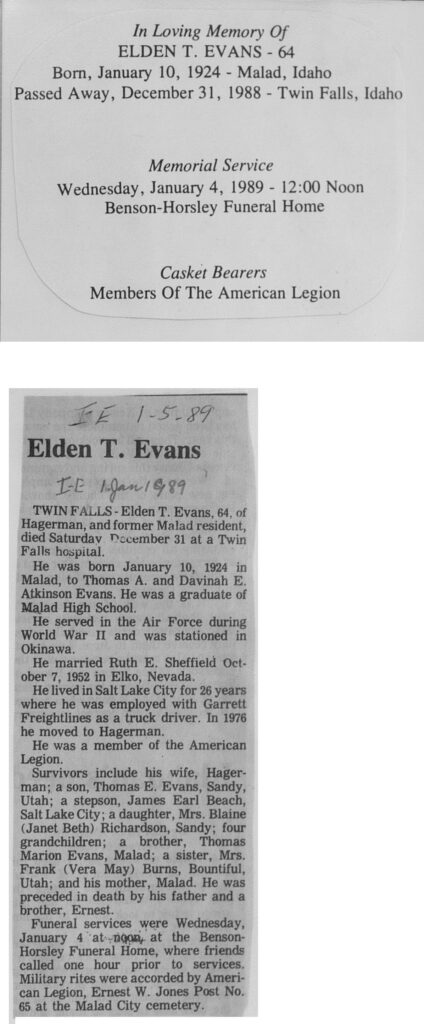 In Loving Memory Of
ELDEN T. EVANS - 64
Born, January 10, 1924 - Malad, Idaho
Passed Away, December 31, 1988 - Twin Falls, Idaho
Memorial Service
Wednesday, January 4, 1989 - 12:00 Noon
Benson-Horsley Funeral Home
Casket Bearers
Members Of The American Legion
I-E 1-5-89
Elden T. Evans
I-E 1 Jan 1989
TWIN FALLS - Elden T. Evans, 64, of
Hagerman, and former Malad resident,
died Saturday December 31 at a Twin
Falls hospital.
He was born January 10, 1924 in
Malad, to Thomas A. and Davinah E.
Atkinson Evans. He was a graduate of
Malad High School.
He served in the Air Force during
World War II and was stationed in
Okinawa.
He married Ruth E. Sheffield Oct-
ober 7, 1952 in Elko, Nevada.
He lived in Salt Lake City for 26 years
where he was employed with Garrett
Freightlines as a truck driver. In 1976
he moved to Hagerman.
He was a member of the American
Legion.
Survivors include his wife, Hager-
man; a son, Thomas E. Evans, Sandy,
Utah; a stepson, James Earl Beach,
Salt Lake City; a daughter, Mrs. Blaine
(Janet Beth) Richardson, Sandy; four
grandchildren; a brother, Thomas
Marion Evans, Malad; a sister, Mrs.
Frank (Vera May) Burns, Bountiful,
Utah; and his mother, Malad. He was
preceded in death by his father and a
brother, Ernest.
Funeral services were Wednesday,
January 4 at noon, at the Benson-
Horsley Funeral Home, where friends
called one hour prior to services.
Military rites were accorded by Ameri-
can Legion, Ernest W. Jones Post No.
65 at the Malad City cemetery.